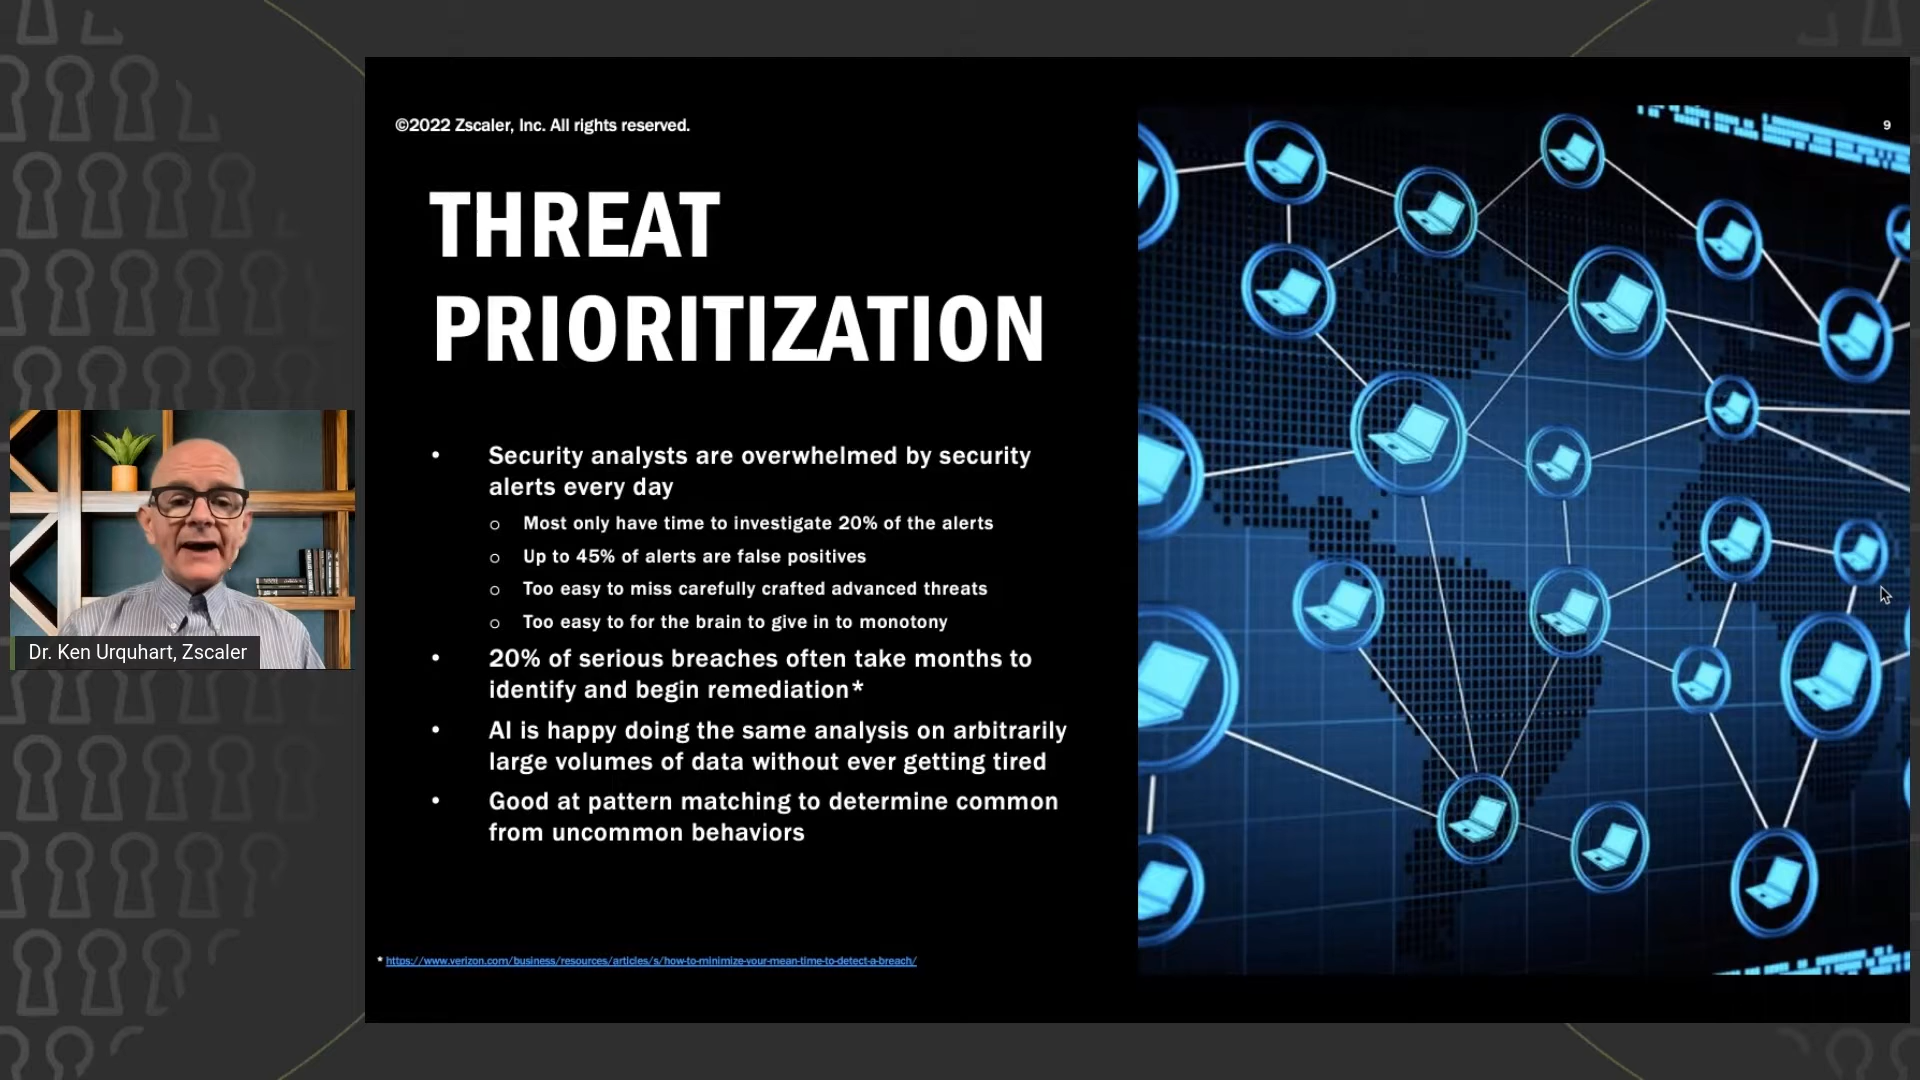 ©2022 Zscaler, Inc. All rights reserved.
9
THREAT
PRIORITIZATION
• Security analysts are overwhelmed by security
alerts every day
o Most only have time to investigate 20% of the alerts
o Up to 45% of alerts are false positives
o Too easy to miss carefully crafted advanced threats
o Too easy to for the brain to give in to monotony
• 20% of serious breaches often take months to
identify and begin remediation*
• AI is happy doing the same analysis on arbitrarily
large volumes of data without ever getting tired
• Good at pattern matching to determine common
from uncommon behaviors
* https://www.verizon.com/business/resources/articles/s/how-to-minimize-your-mean-time-to-detect-a-breach/
Dr. Ken Urquhart, Zscaler